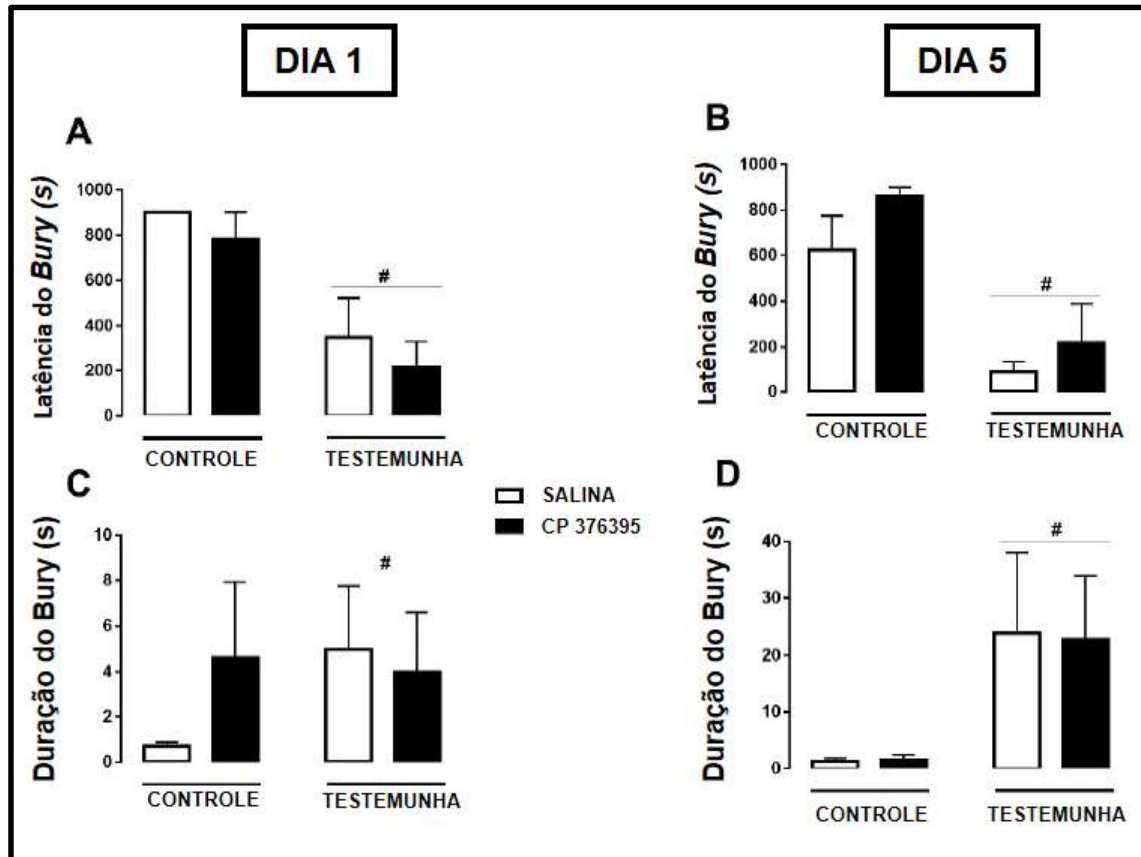 DIA 1
DIA 5
A
Latência do Bury (s)
1000
800
600
400
200
0
#
CONTROLE
TESTEMUNHA
B
Latência do Bury (s)
1000
800
600
400
200
0
#
CONTROLE
TESTEMUNHA
C
Duração do Bury (s)
10
8
6
4
2
0
#
CONTROLE
TESTEMUNHA
SALINA
CP 376395
D
Duração do Bury (s)
40
30
20
10
0
#
CONTROLE
TESTEMUNHA